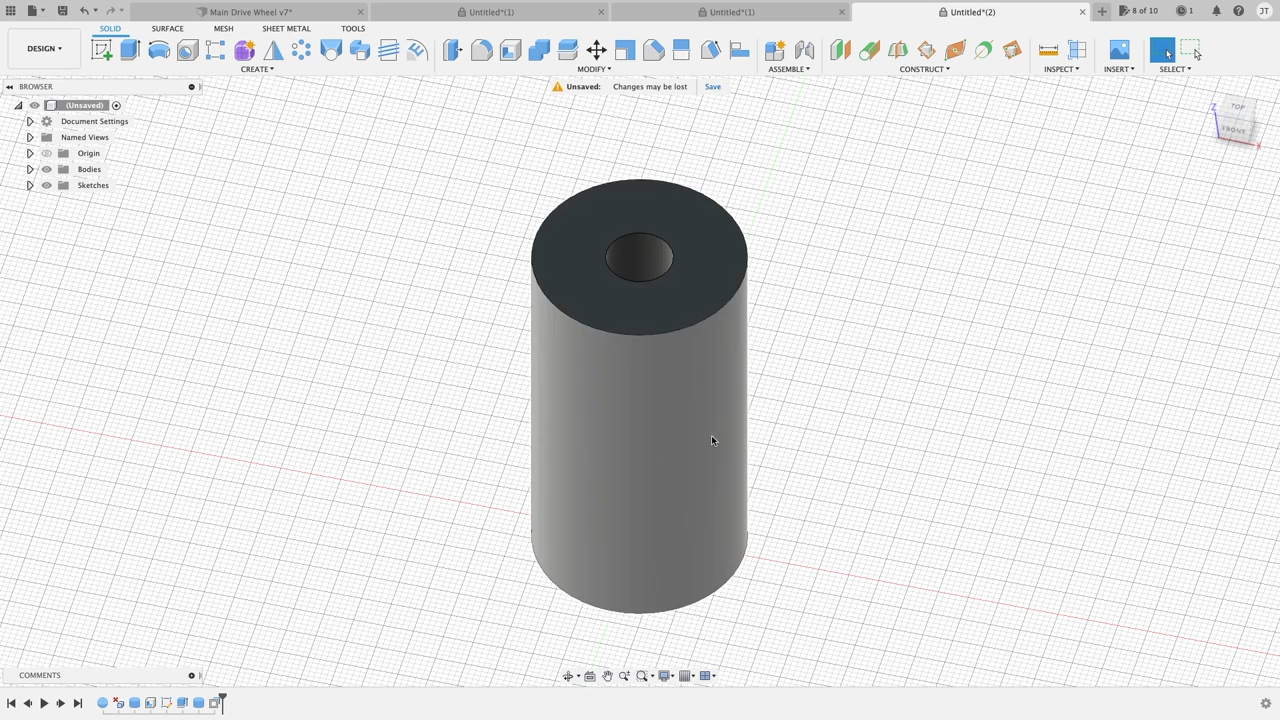 Main Drive Wheel v7*
Untitled*(1)
Untitled*(1)
Untitled*(2)
8 of 10
1
JT
SOLID
SURFACE
MESH
SHEET METAL
TOOLS
DESIGN
CREATE
MODIFY
ASSEMBLE
CONSTRUCT
INSPECT
INSERT
SELECT
BROWSER
Unsaved: Changes may be lost Save
(Unsaved)
Document Settings
Named Views
Origin
Bodies
Sketches
TOP
FRONT
Z
X
COMMENTS